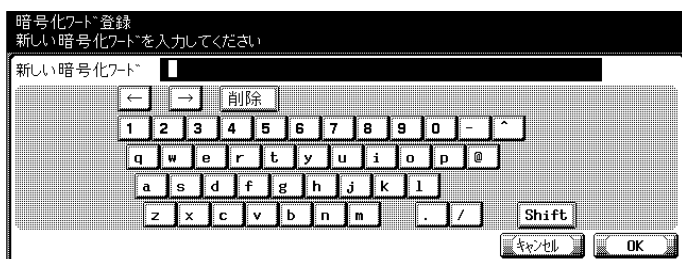 暗号化ワード登録
新しい暗号化ワードを入力してください
新しい暗号化ワード
← → 削除
1 2 3 4 5 6 7 8 9 0 - ^
q w e r t y u i o p @
a s d f g h j k l
z x c v b n m . / Shift
キャンセル OK